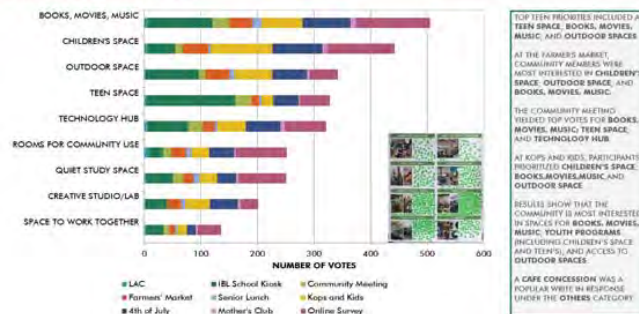 BOOKS, MOVIES, MUSIC
CHILDREN'S SPACE
OUTDOOR SPACE
TEEN SPACE
TECHNOLOGY HUB
ROOMS FOR COMMUNITY USE
QUIET STUDY SPACE
CREATIVE STUDIO/LAB
SPACE TO WORK TOGETHER
0 100 200 300 400 500 600
NUMBER OF VOTES
LAC IBL School Kiosk Community Meeting
Farmers' Market Senior Lunch Kops and Kids
4th of July Mother's Club Online Survey
TOP TEEN PRIORITIES INCLUDED
TEEN SPACE, BOOKS, MOVIES,
MUSIC, AND OUTDOOR SPACES
AT THE FARMERS MARKET,
COMMUNITY MEMBERS WERE
MOST INTERESTED IN CHILDREN'S
SPACE, OUTDOOR SPACE, AND
BOOKS, MOVIES, MUSIC.
THE COMMUNITY MEETING
YIELDED TOP VOTES FOR BOOKS,
MOVIES, MUSIC; TEEN SPACE;
AND TECHNOLOGY HUB
AT KOPS AND KIDS, PARTICIPANTS
PRIORITIZED CHILDREN'S SPACE,
BOOKS,MOVIES,MUSIC,AND
OUTDOOR SPACE
RESULTS SHOW THAT THE
COMMUNITY IS MOST INTERESTED
IN SPACES FOR BOOKS, MOVIES,
MUSIC, YOUTH PROGRAMS
(INCLUDING CHILDREN'S SPACE
AND TEEN'S), AND ACCESS TO
OUTDOOR SPACES
A CAFE CONCESSION WAS A
POPULAR WRITE IN RESPONSE
UNDER THE OTHERS CATEGORY